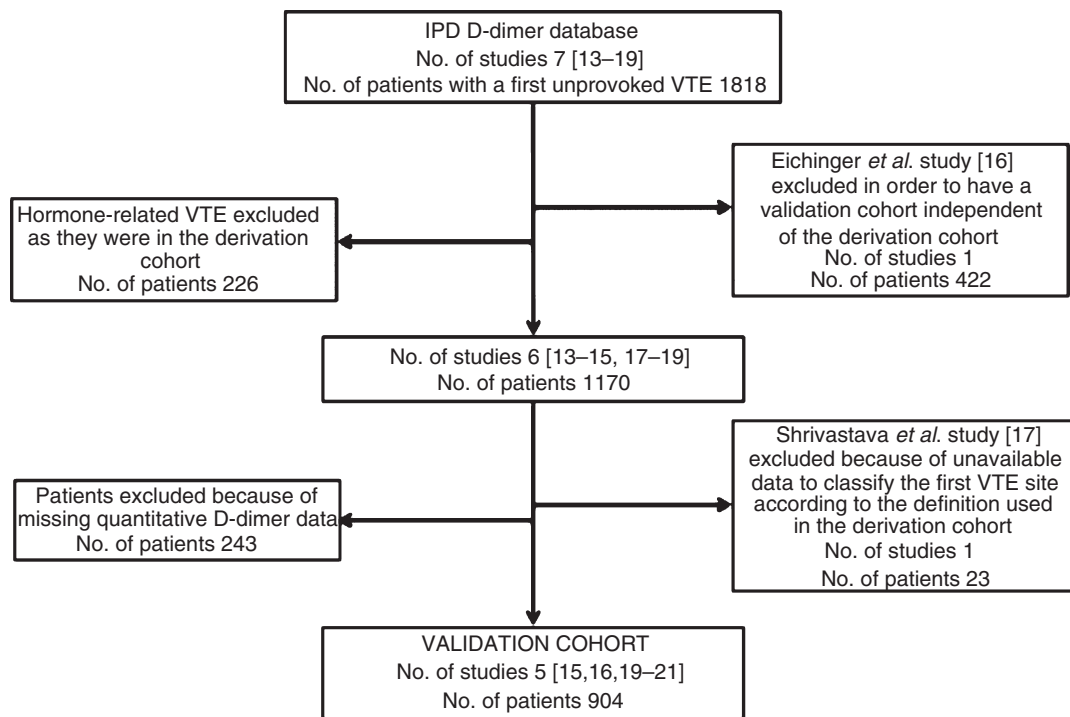 IPD D-dimer database
No. of studies 7 [13–19]
No. of patients with a first unprovoked VTE 1818
Eichinger et al. study [16]
excluded in order to have a
validation cohort independent
of the derivation cohort
No. of studies 1
No. of patients 422
Hormone-related VTE excluded
as they were in the derivation
cohort
No. of patients 226
No. of studies 6 [13–15, 17–19]
No. of patients 1170
Shrivastava et al. study [17]
excluded because of unavailable
data to classify the first VTE site
according to the definition used
in the derivation cohort
No. of studies 1
No. of patients 23
Patients excluded because of
missing quantitative D-dimer data
No. of patients 243
VALIDATION COHORT
No. of studies 5 [15,16,19–21]
No. of patients 904